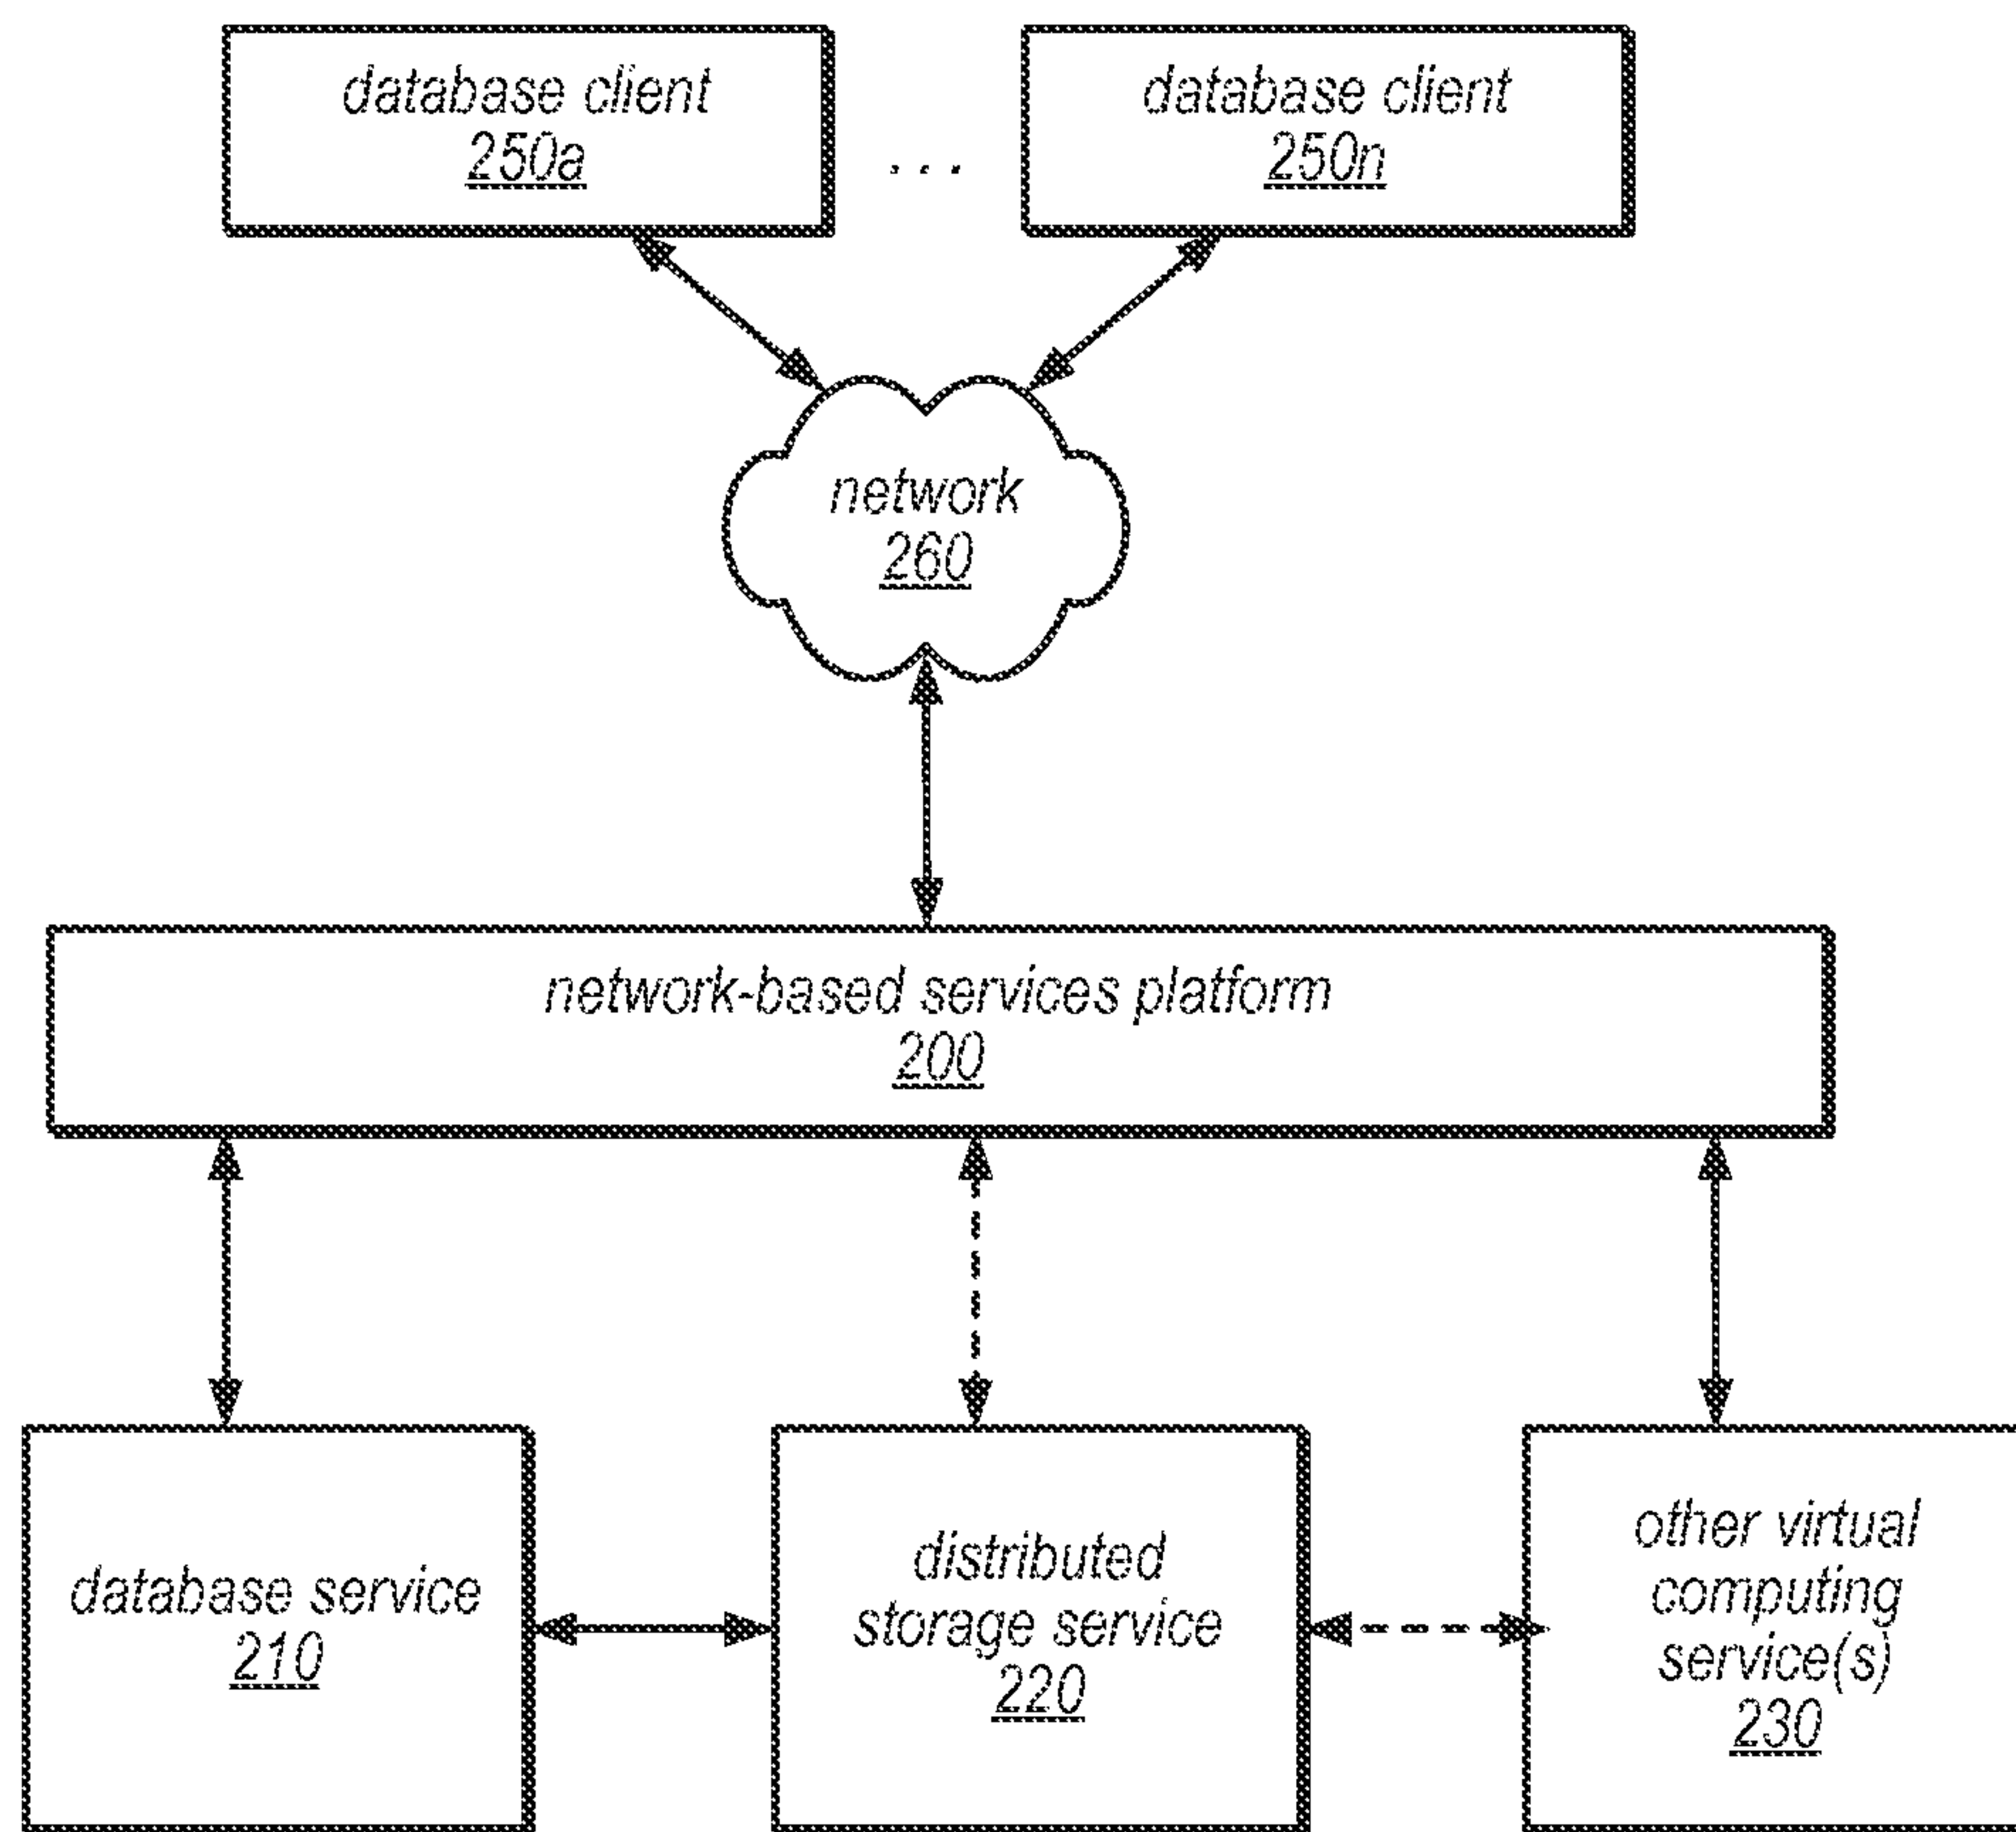 database client
250a
...
database client
250n
network
260
network-based services platform
200
database service
210
distributed
storage service
220
other virtual
computing
service(s)
230